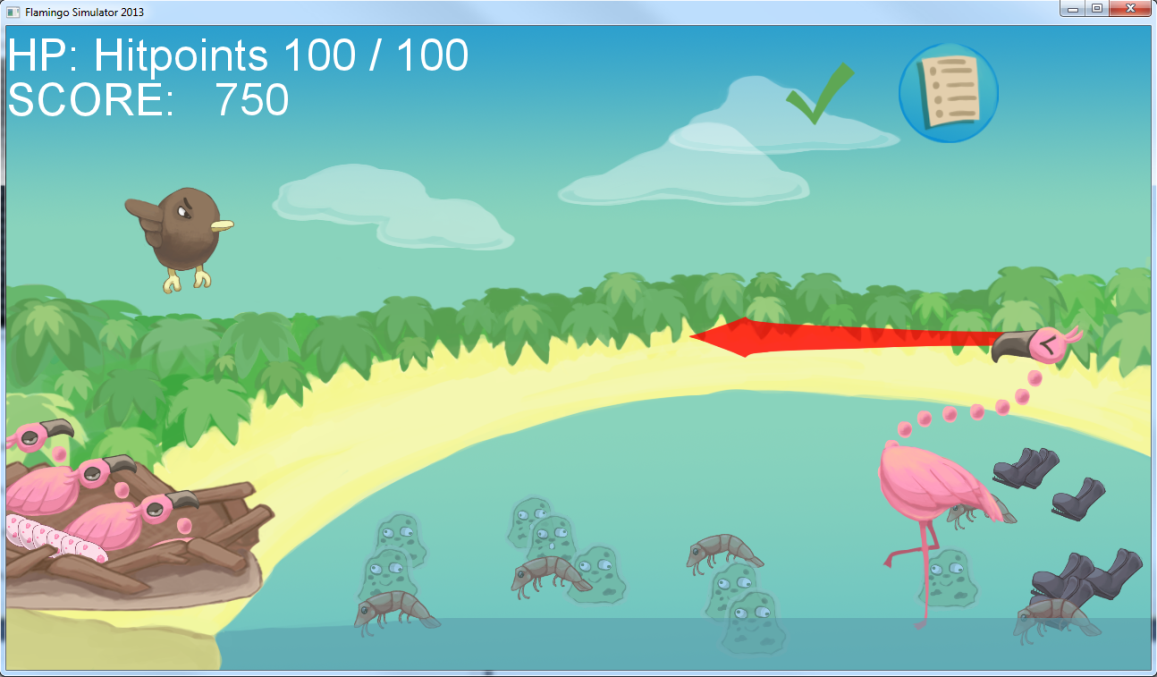 Flamingo Simulator 2013
HP: Hitpoints 100 / 100
SCORE: 750